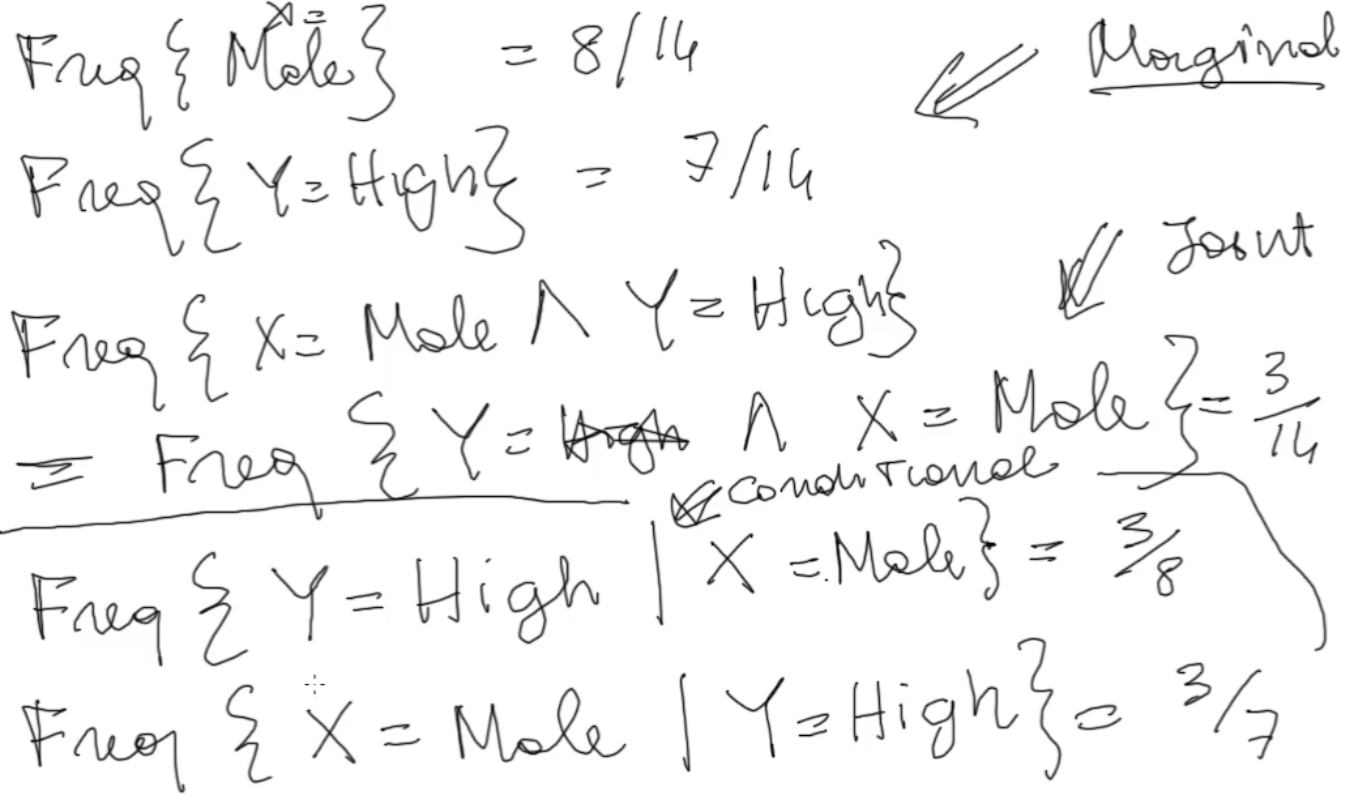 Freq{ X= Male} = 8/14 Marginal
Freq{ Y=High} = 7/14
Joint
Freq{ X= Male ∧ Y=High}
= Freq { Y= High ∧ X = Male } = 3/14
conditional
Freq { Y = High | X = Male} = 3/8
Freq { X = Male | Y=High} = 3/7